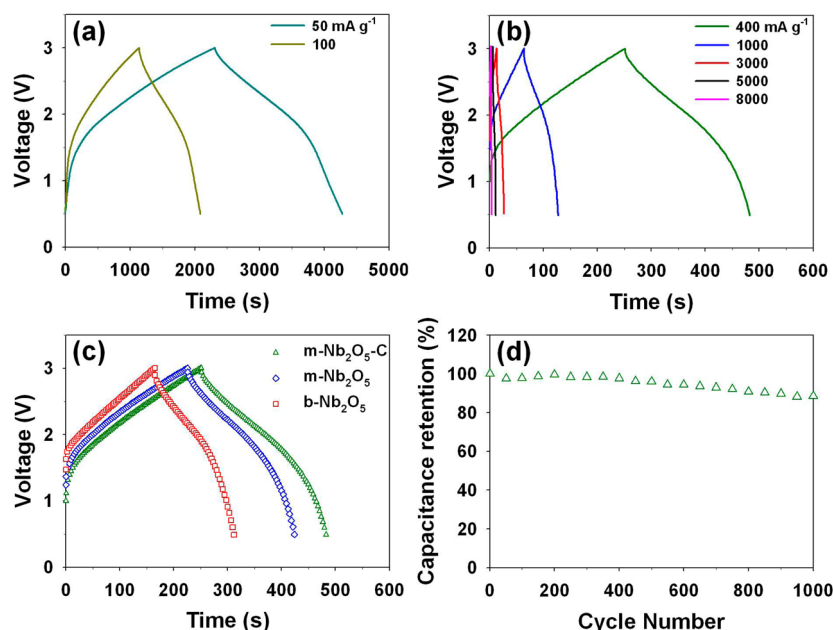 (a)
50 mA g⁻¹
100
Voltage (V)
3
2
1
0
0 1000 2000 3000 4000 5000
Time (s)
(b)
400 mA g⁻¹
1000
3000
5000
8000
Voltage (V)
3
2
1
0
0 100 200 300 400 500 600
Time (s)
(c)
m-Nb₂O₅-C
m-Nb₂O₅
b-Nb₂O₅
Voltage (V)
3
2
1
0
0 100 200 300 400 500 600
Time (s)
(d)
Capacitance retention (%)
120
100
80
60
40
20
0
0 200 400 600 800 1000
Cycle Number